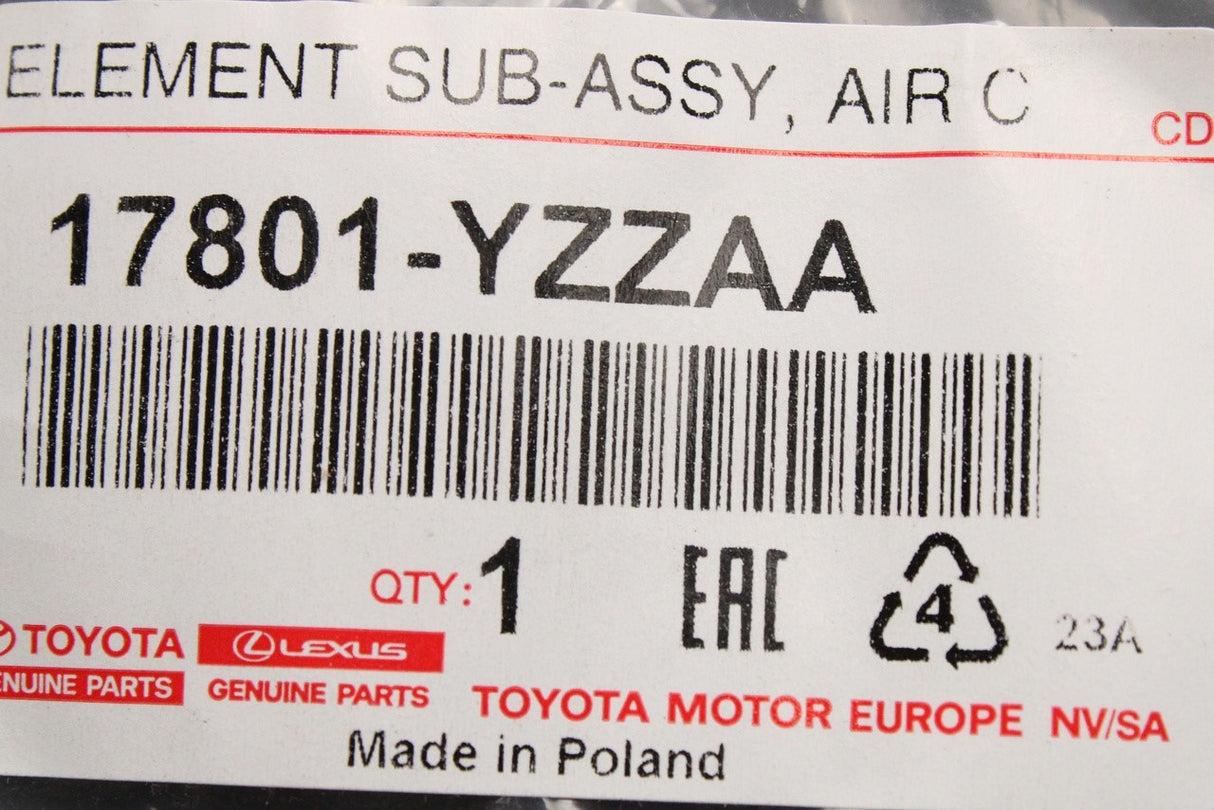 ELEMENT SUB-ASSY, AIR C
CD
17801-YZZAA
QTY: 1
EAC
4
23A
TOYOTA
LEXUS
GENUINE PARTS
GENUINE PARTS
TOYOTA MOTOR EUROPE NV/SA
Made in Poland